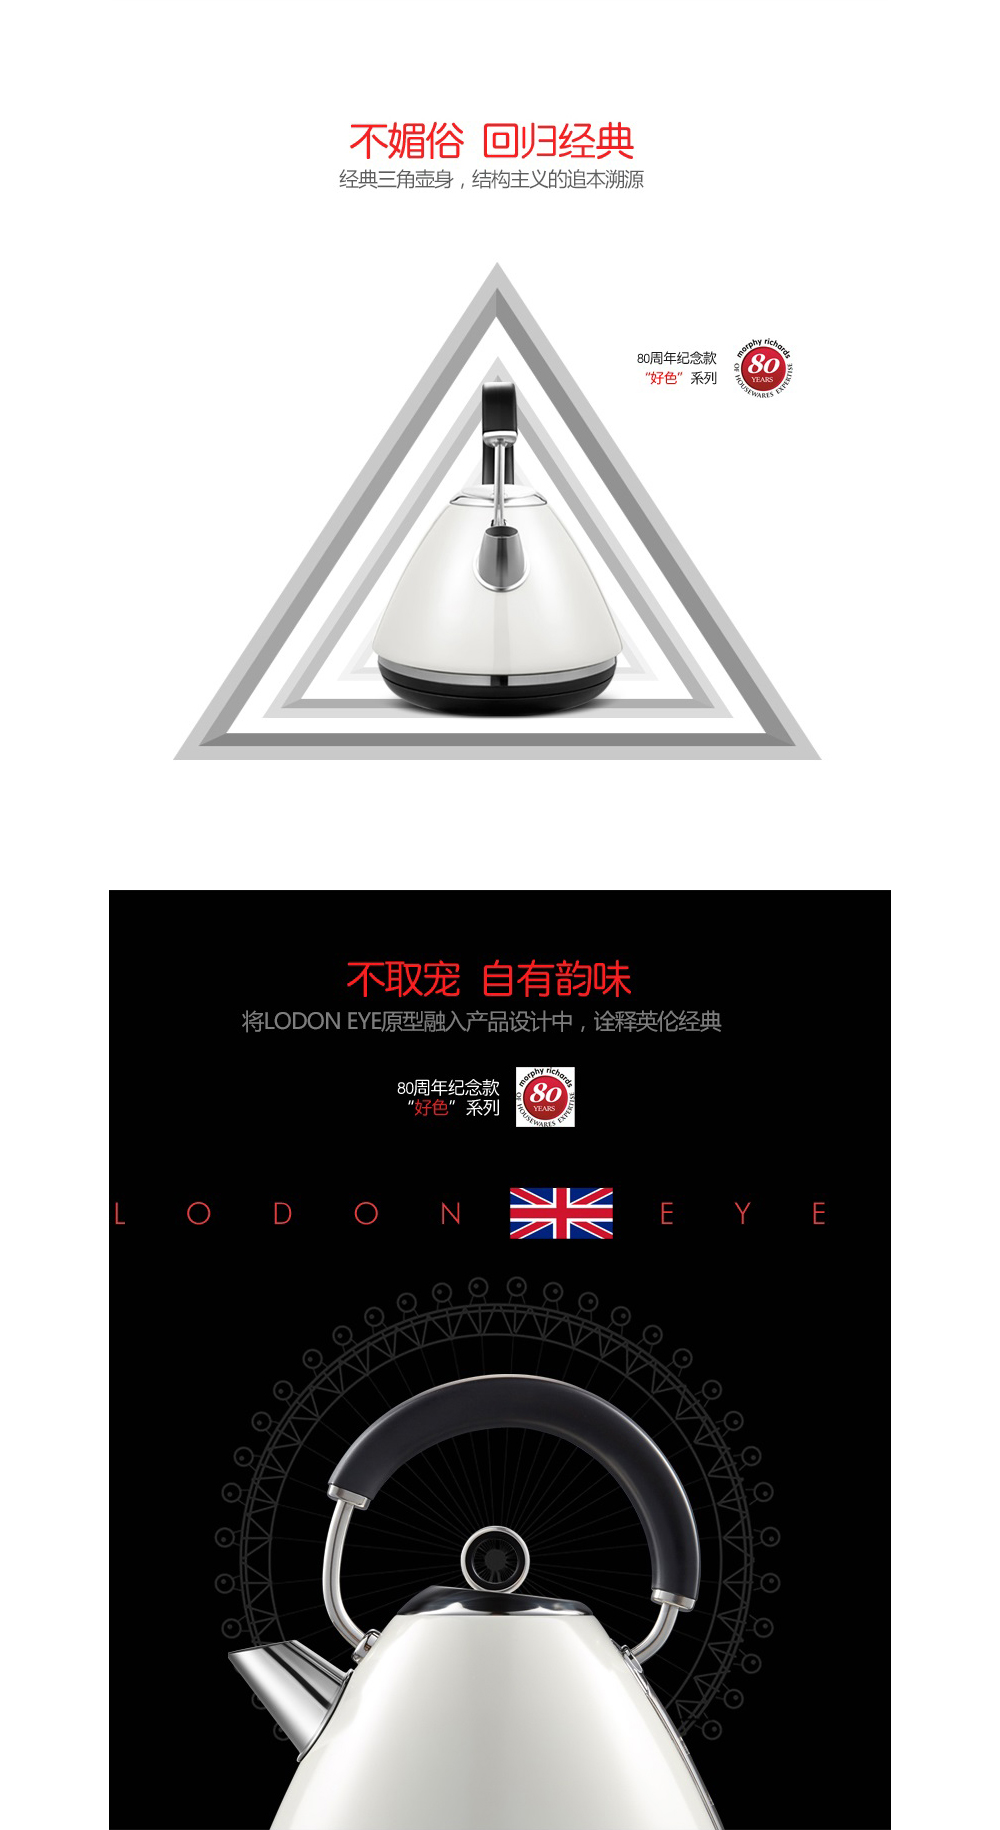 不媚俗 回归经典
经典三角壶身，结构主义的追本溯源
80周年纪念款
“好色”系列
morphy richards
80
YEARS
OF HOUSEWARES EXPERTISE
不取宠 自有韵味
将LODON EYE原型融入产品设计中，诠释英伦经典
80周年纪念款
“好色”系列
morphy richards
80
YEARS
OF HOUSEWARES EXPERTISE
LODON EYE